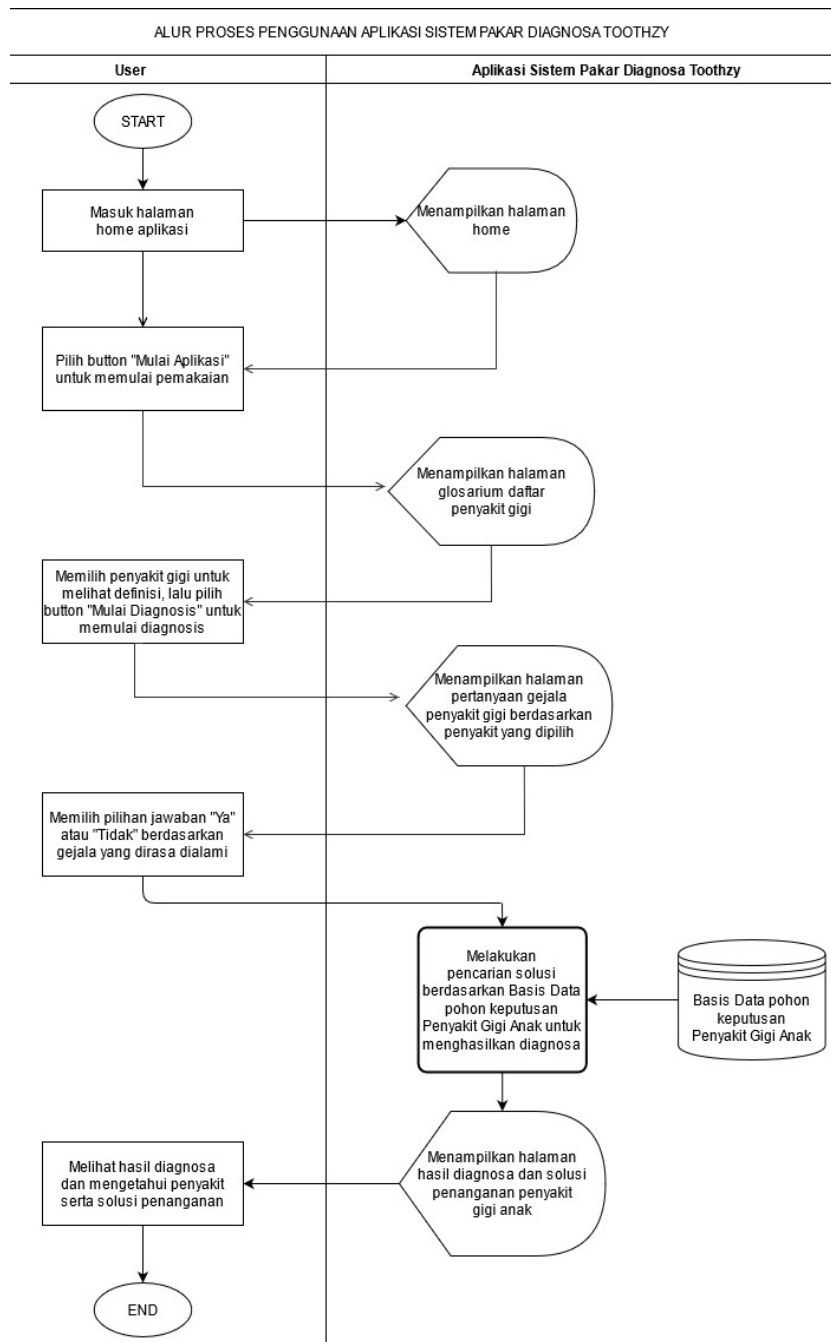 ALUR PROSES PENGGUNAAN APLIKASI SISTEM PAKAR DIAGNOSA TOOTHZY
User
Aplikasi Sistem Pakar Diagnosa Toothzy
START
Masuk halaman
home aplikasi
Menampilkan halaman
home
Pilih button "Mulai Aplikasi"
untuk memulai pemakaian
Menampilkan halaman
glosarium daftar
penyakit gigi
Memilih penyakit gigi untuk
melihat definisi, lalu pilih
button "Mulai Diagnosis" untuk
memulai diagnosis
Menampilkan halaman
pertanyaan gejala
penyakit gigi berdasarkan
penyakit yang dipilih
Memilih pilihan jawaban "Ya"
atau "Tidak" berdasarkan
gejala yang dirasa dialami
Melakukan
pencarian solusi
berdasarkan Basis Data
pohon keputusan
Penyakit Gigi Anak untuk
menghasilkan diagnosa
Basis Data pohon
keputusan
Penyakit Gigi Anak
Menampilkan halaman
hasil diagnosa dan solusi
penanganan penyakit
gigi anak
Melihat hasil diagnosa
dan mengetahui penyakit
serta solusi penanganan
END